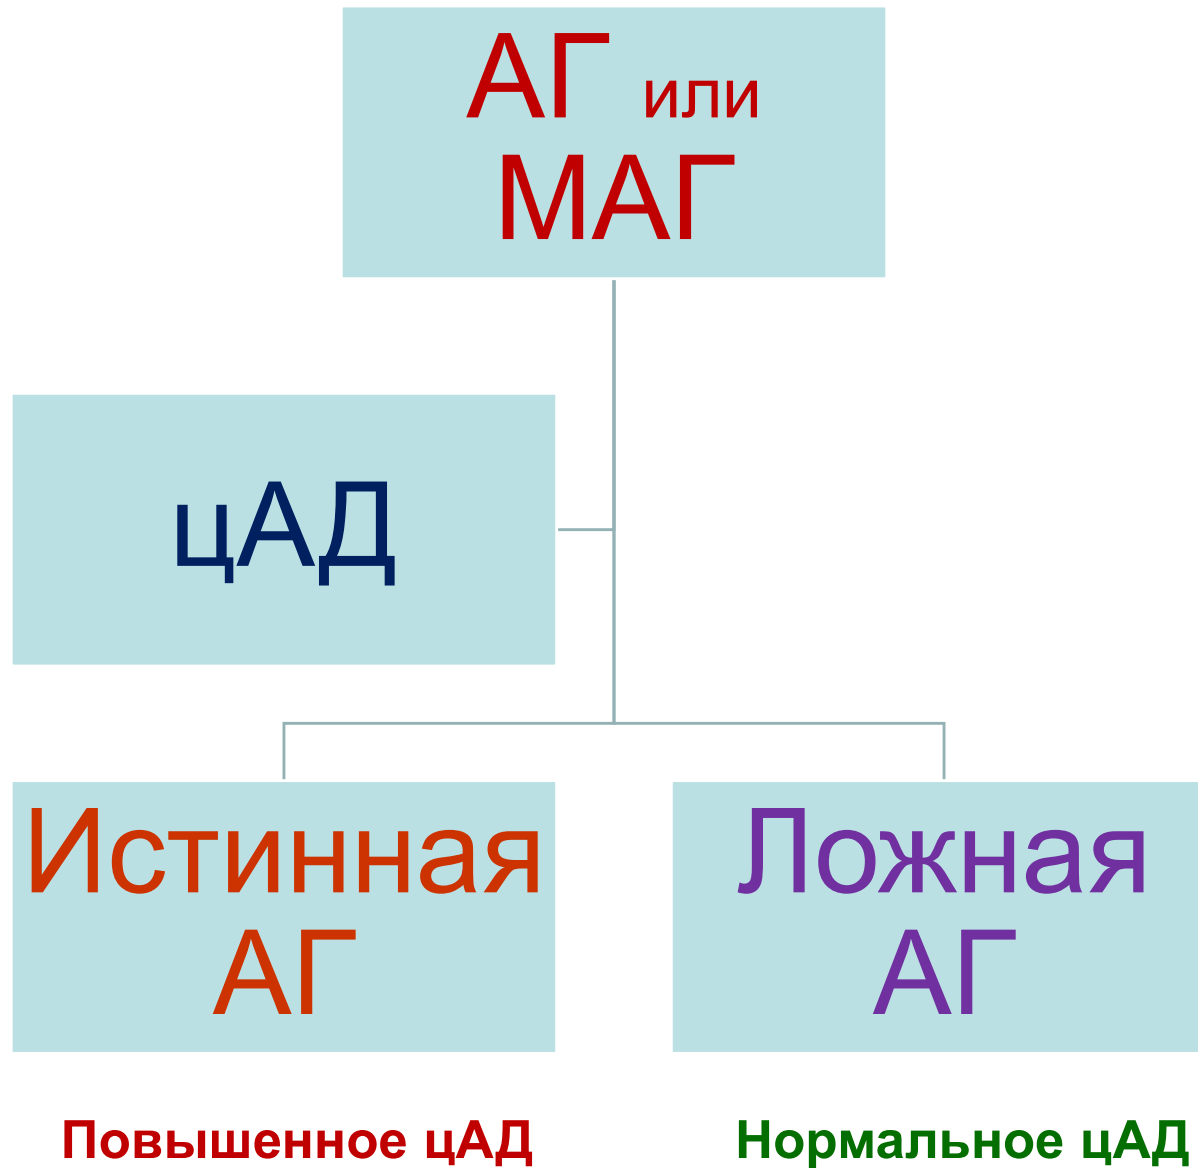 АГ или
МАГ
цАД
Истинная
АГ
Ложная
АГ
Повышенное цАД
Нормальное цАД